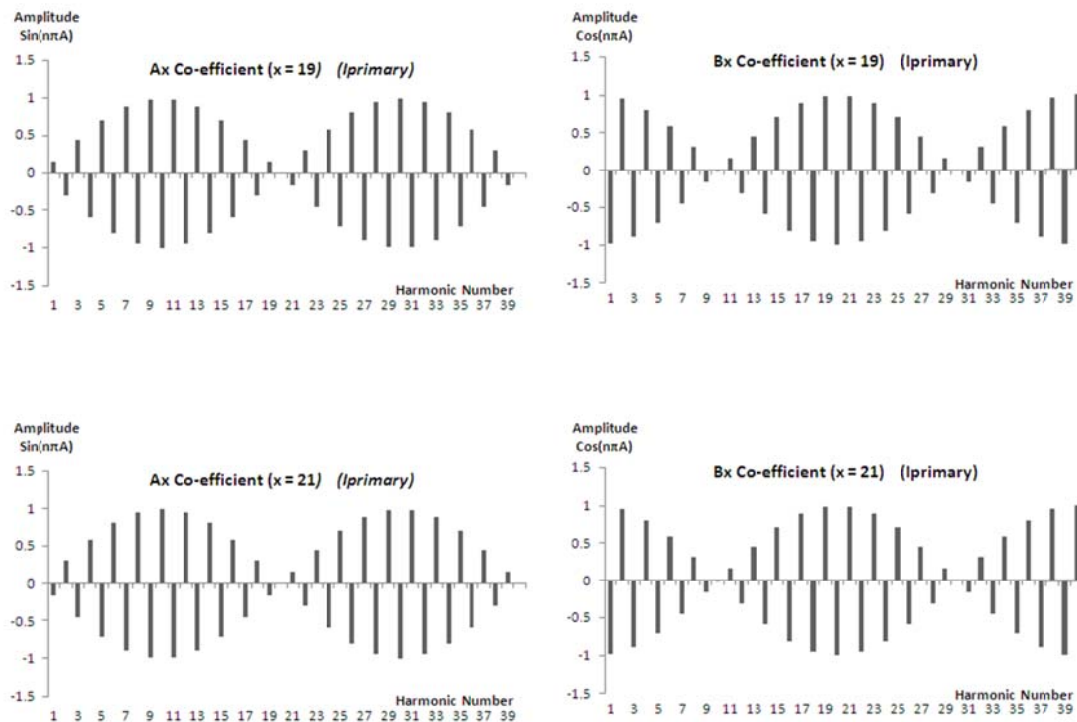 Amplitude
Sin(nπA)
Ax Co-efficient (x = 19) (Iprimary)
1.5
1
0.5
0
-0.5
-1
-1.5
Harmonic Number
1 3 5 7 9 11 13 15 17 19 21 23 25 27 29 31 33 35 37 39
Amplitude
Cos(nπA)
Bx Co-efficient (x = 19) (Iprimary)
1.5
1
0.5
0
-0.5
-1
-1.5
Harmonic Number
1 3 5 7 9 11 13 15 17 19 21 23 25 27 29 31 33 35 37 39
Amplitude
Sin(nπA)
Ax Co-efficient (x = 21) (Iprimary)
1.5
1
0.5
0
-0.5
-1
-1.5
Harmonic Number
1 3 5 7 9 11 13 15 17 19 21 23 25 27 29 31 33 35 37 39
Amplitude
Cos(nπA)
Bx Co-efficient (x = 21) (Iprimary)
1.5
1
0.5
0
-0.5
-1
-1.5
Harmonic Number
1 3 5 7 9 11 13 15 17 19 21 23 25 27 29 31 33 35 37 39